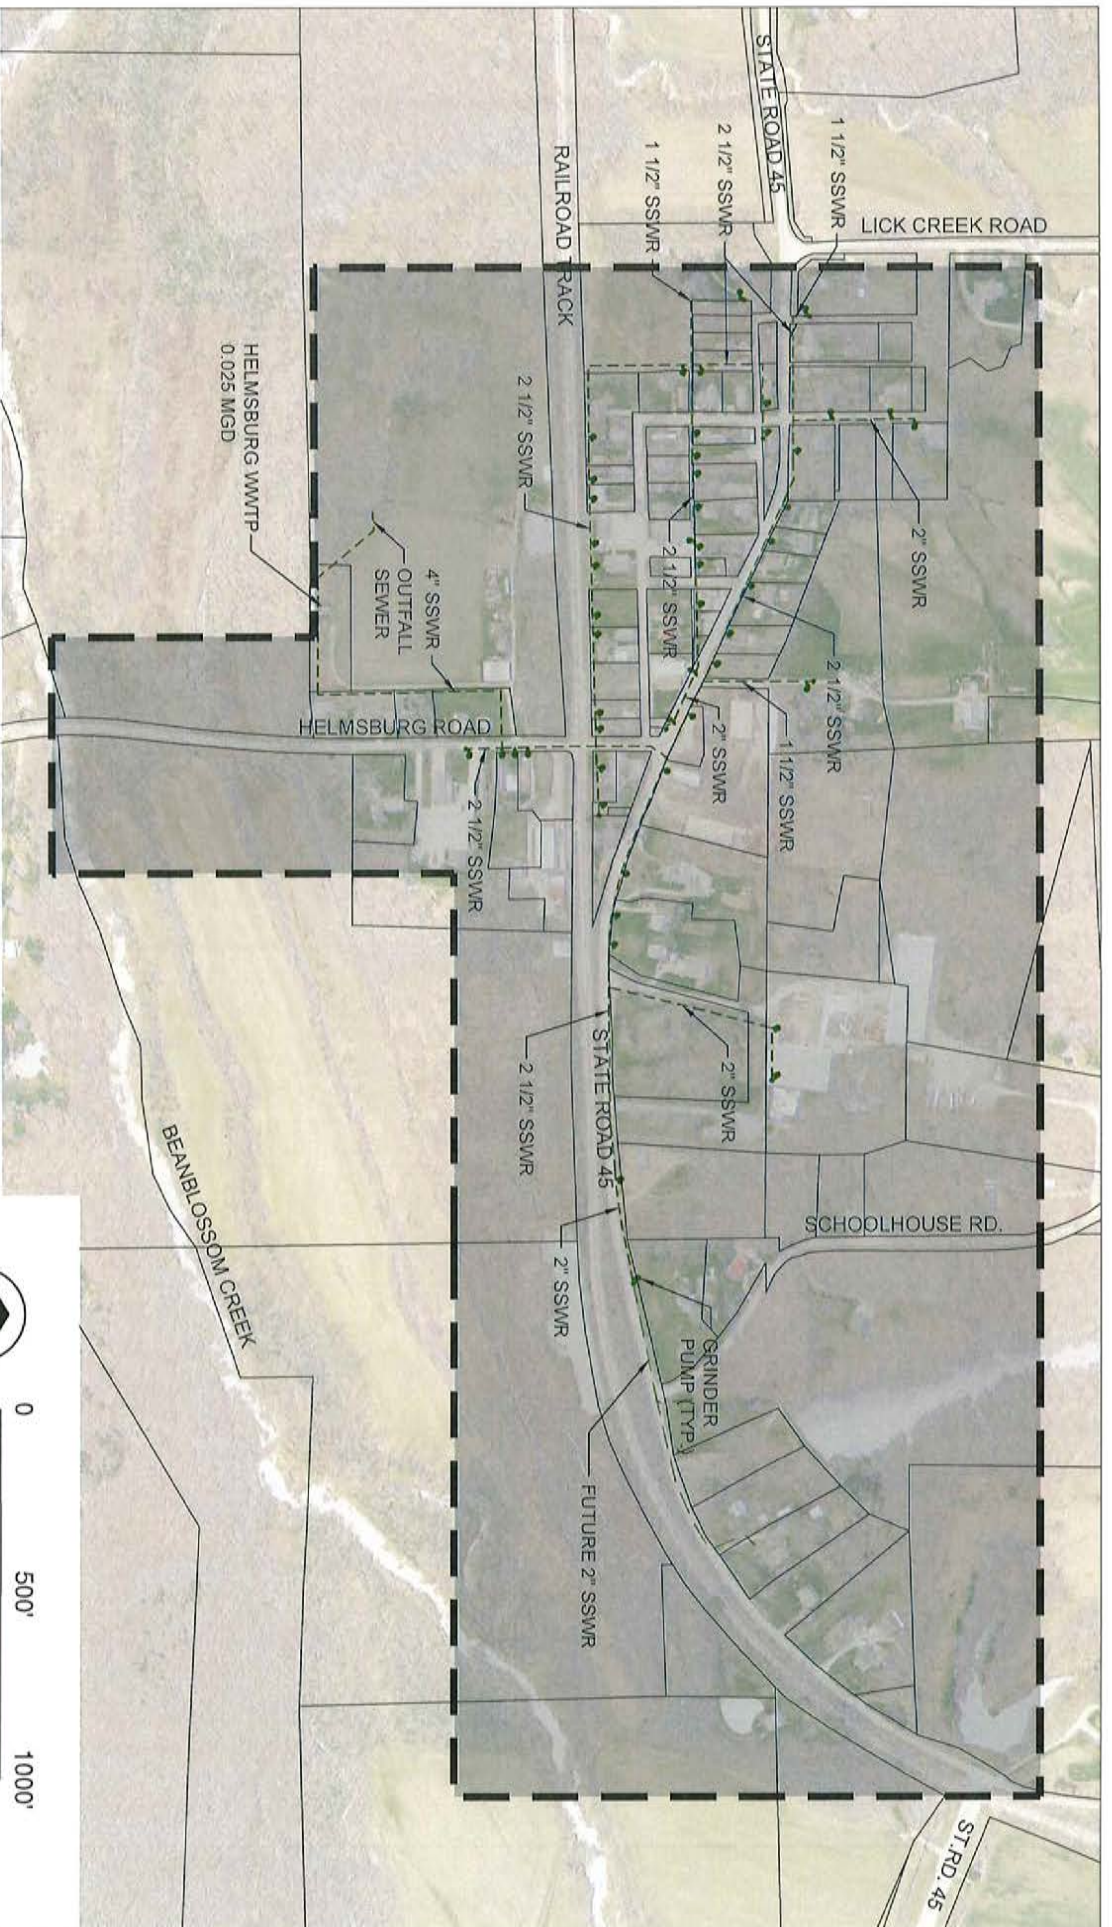 STATE ROAD 45
1 1/2" SSWR
2 1/2" SSWR
1 1/2" SSWR
LICK CREEK ROAD
RAILROAD TRACK
HELMSBURG WWTP
0.025 MGD
2 1/2" SSWR
2" SSWR
2 1/2" SSWR
4" SSWR
OUTFALL
SEWER
2 1/2" SSWR
HELMSBURG ROAD
2" SSWR
1 1/2" SSWR
2 1/2" SSWR
STATE ROAD 45
2 1/2" SSWR
2" SSWR
BEANBLOSSOM CREEK
SCHOOLHOUSE RD.
2" SSWR
GRINDER
PUMP (TYP.)
FUTURE 2" SSWR
0
500'
1000'
ST.RD. 45